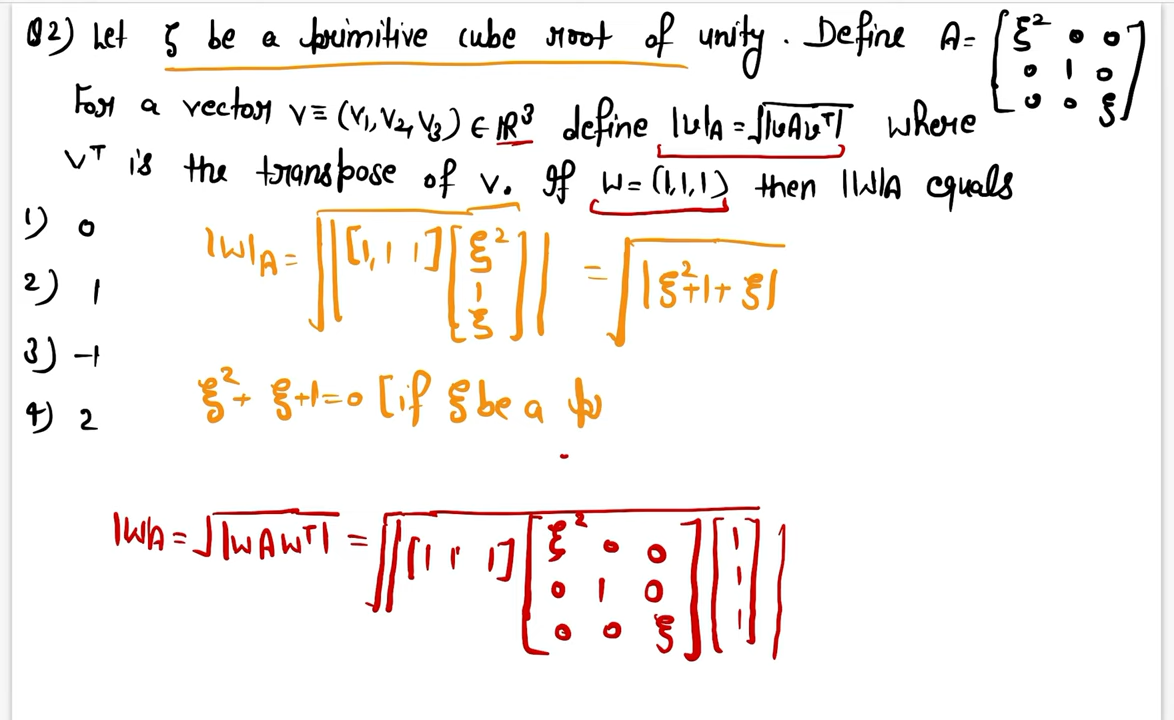 Q2) Let ξ be a primitive cube root of unity. Define A= [ξ² 0 0
0 1 0
0 0 ξ]
For a vector v ≡ (v₁, v₂, v₃) ∈ ℝ³ define |v|A = √|vAvᵀ| where
vᵀ is the transpose of v. If w=(1,1,1) then |W|A equals
1) 0
2) 1
3) -1
4) 2
|W|A = √|[1, 1 1] [ξ² 1 ξ]| = √|ξ²+1+ξ|
ξ²+ ξ+1=0 [if ξ be a p
|W|A = √|WAWᵀ| = √|[1 1 1] [ξ² 0 0
0 1 0
0 0 ξ] [1 1 1]|